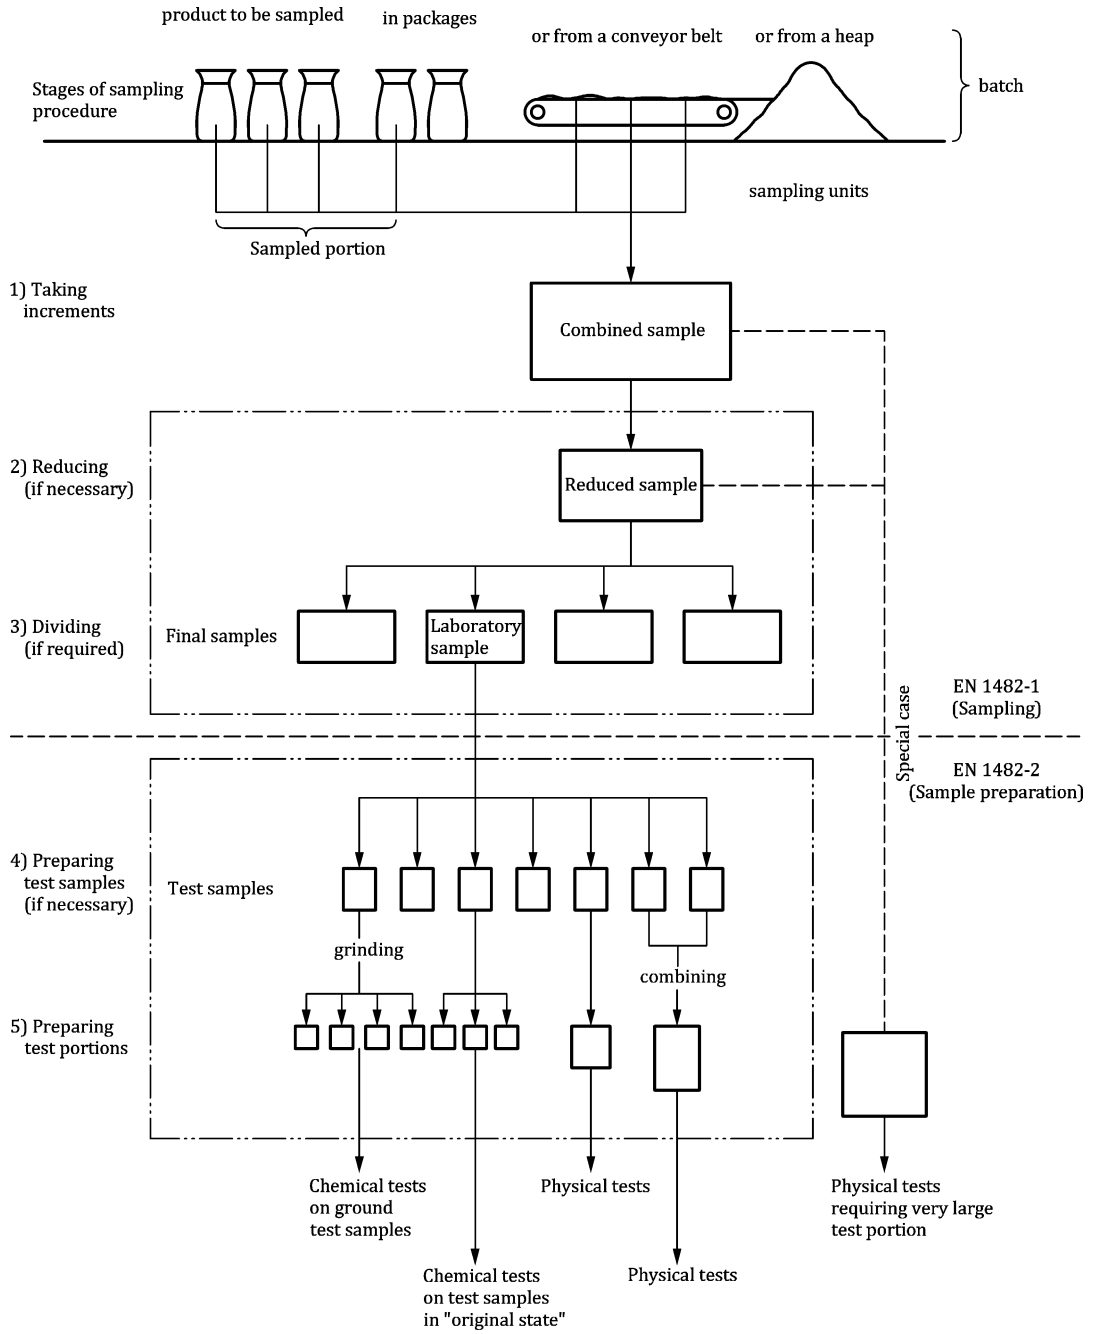 product to be sampled
in packages
or from a conveyor belt
or from a heap
Stages of sampling
procedure
batch
sampling units
Sampled portion
1) Taking
increments
Combined sample
2) Reducing
(if necessary)
Reduced sample
3) Dividing
(if required)
Final samples
Laboratory
sample
Special case
EN 1482-1
(Sampling)
EN 1482-2
(Sample preparation)
4) Preparing
test samples
(if necessary)
Test samples
grinding
combining
5) Preparing
test portions
Chemical tests
on ground
test samples
Physical tests
Physical tests
requiring very large
test portion
Chemical tests
on test samples
in "original state"
Physical tests